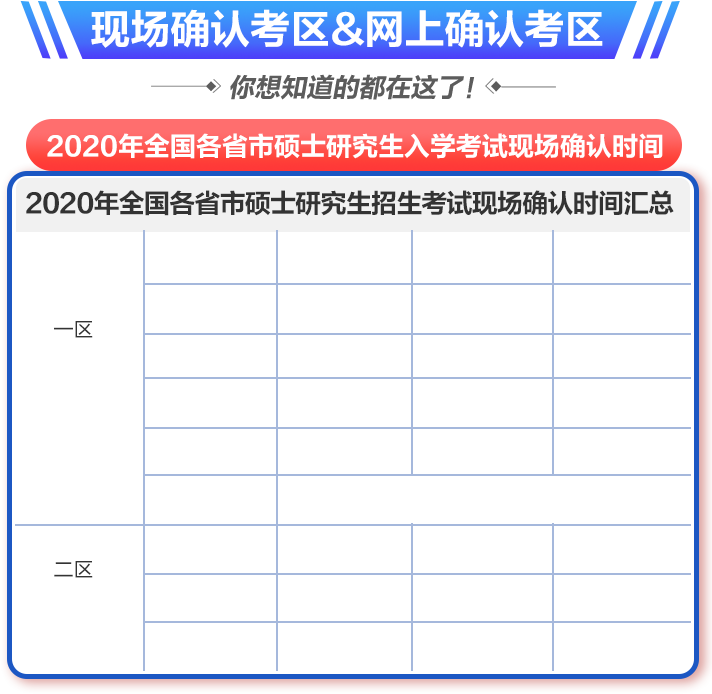 现场确认考区&网上确认考区
你想知道的都在这了！
2020年全国各省市硕士研究生入学考试现场确认时间
2020年全国各省市硕士研究生招生考试现场确认时间汇总
一区
二区